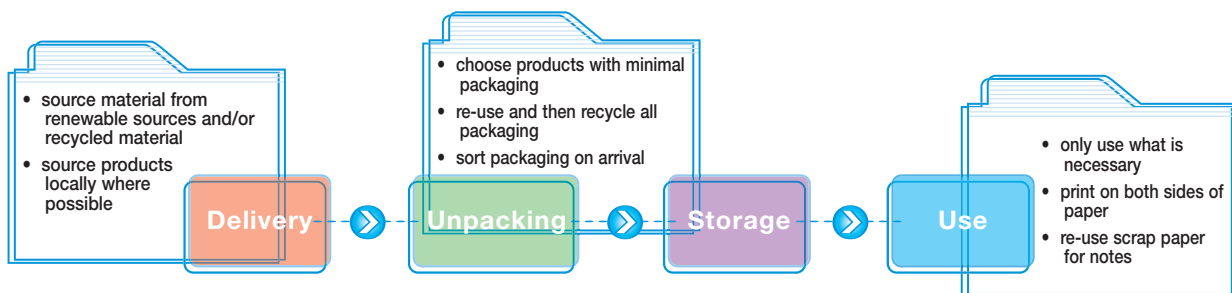 • source material from
renewable sources and/or
recycled material
• source products
locally where
possible
Delivery
• choose products with minimal
packaging
• re-use and then recycle all
packaging
• sort packaging on arrival
Unpacking
Storage
Use
• only use what is
necessary
• print on both sides of
paper
• re-use scrap paper
for notes